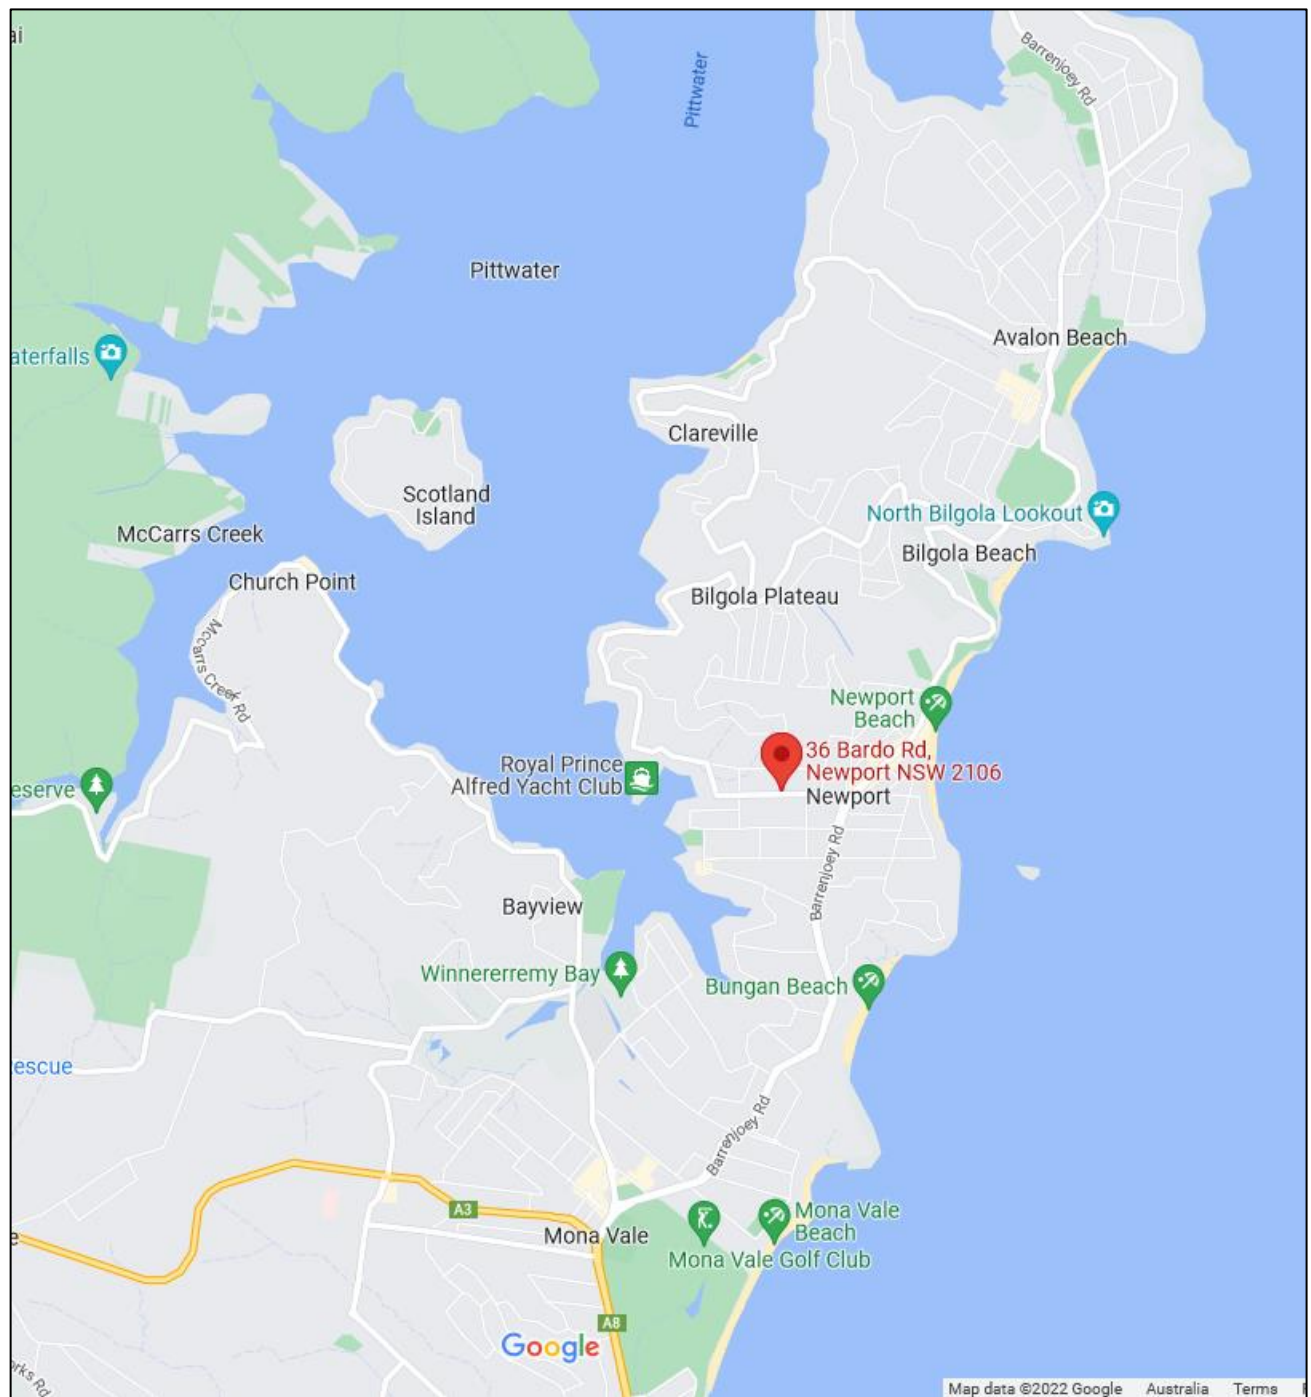 ai
Barrenjoey Rd
Pittwater
Pittwater
Avalon Beach
aterfalls
Clareville
Scotland
Island
North Bilgola Lookout
McCarrs Creek
Bilgola Beach
Church Point
Bilgola Plateau
Mccarrs Creek Rd
Newport
Beach
36 Bardo Rd,
Newport NSW 2106
Newport
Royal Prince
Alfred Yacht Club
eserve
Barrenjoey Rd
Bayview
Winnererremy Bay
Bungan Beach
escue
Barrenjoey Rd
A3
Mona Vale
Beach
Mona Vale
e
Mona Vale Golf Club
A8
Google
orks Rd
Map data ©2022 Google Australia Terms